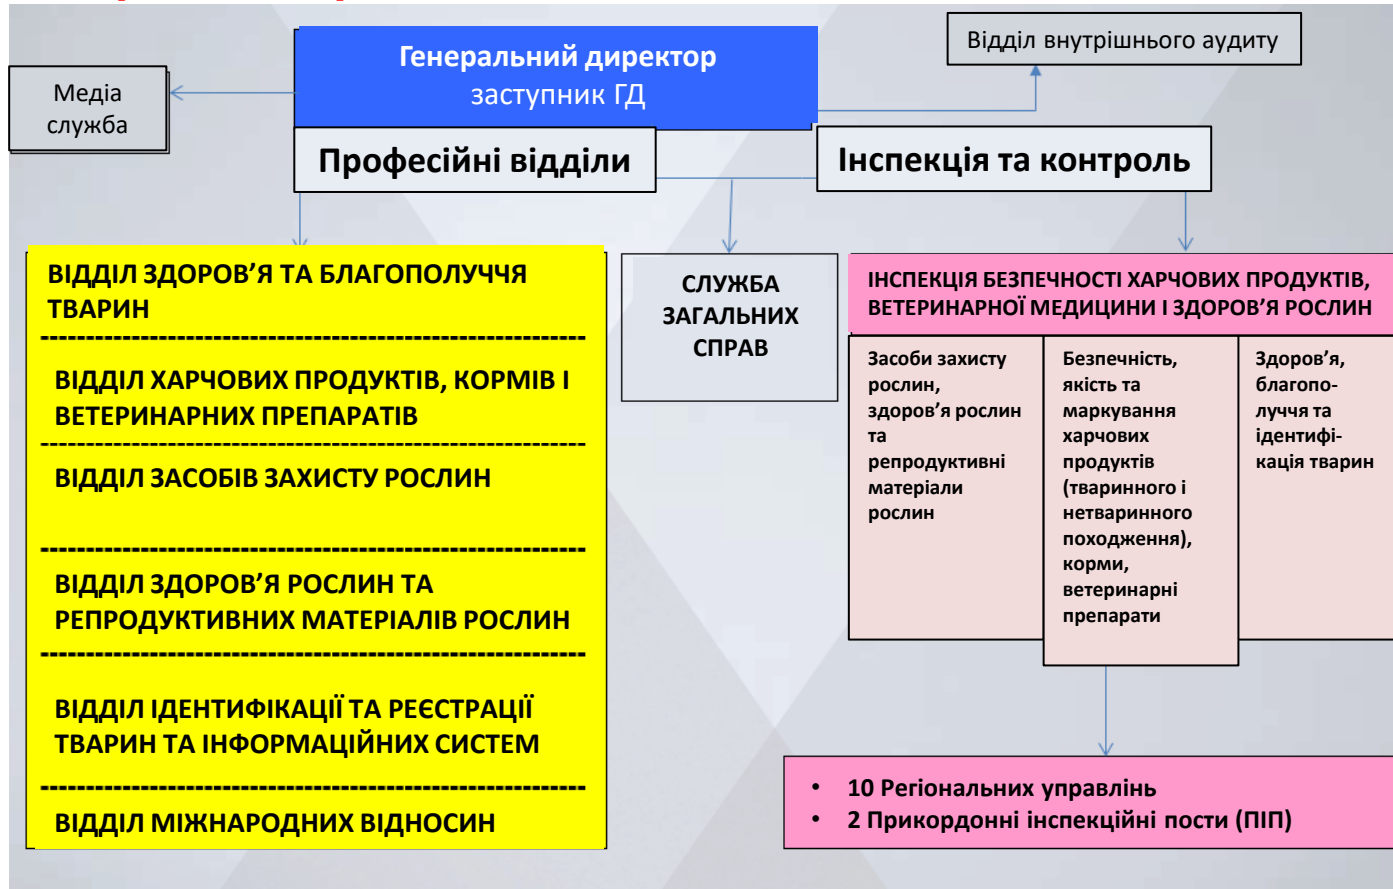 Генеральний директор
заступник ГД
Відділ внутрішнього аудиту
Медіа
служба
Професійні відділи
Інспекція та контроль
ВІДДІЛ ЗДОРОВ’Я ТА БЛАГОПОЛУЧЧЯ
ТВАРИН
ВІДДІЛ ХАРЧОВИХ ПРОДУКТІВ, КОРМІВ І
ВЕТЕРИНАРНИХ ПРЕПАРАТІВ
ВІДДІЛ ЗАСОБІВ ЗАХИСТУ РОСЛИН
ВІДДІЛ ЗДОРОВ’Я РОСЛИН ТА
РЕПРОДУКТИВНИХ МАТЕРІАЛІВ РОСЛИН
ВІДДІЛ ІДЕНТИФІКАЦІЇ ТА РЕЄСТРАЦІЇ
ТВАРИН ТА ІНФОРМАЦІЙНИХ СИСТЕМ
ВІДДІЛ МІЖНАРОДНИХ ВІДНОСИН
СЛУЖБА
ЗАГАЛЬНИХ
СПРАВ
ІНСПЕКЦІЯ БЕЗПЕЧНОСТІ ХАРЧОВИХ ПРОДУКТІВ,
ВЕТЕРИНАРНОЇ МЕДИЦИНИ І ЗДОРОВ’Я РОСЛИН
Засоби захисту
рослин,
здоров’я рослин
та
репродуктивні
матеріали
рослин
Безпечність,
якість та
маркування
харчових
продуктів
(тваринного і
нетваринного
походження),
корми,
ветеринарні
препарати
Здоров’я,
благопо-
луччя та
ідентифі-
кація тварин
• 10 Регіональних управлінь
• 2 Прикордонні інспекційні пости (ПІП)